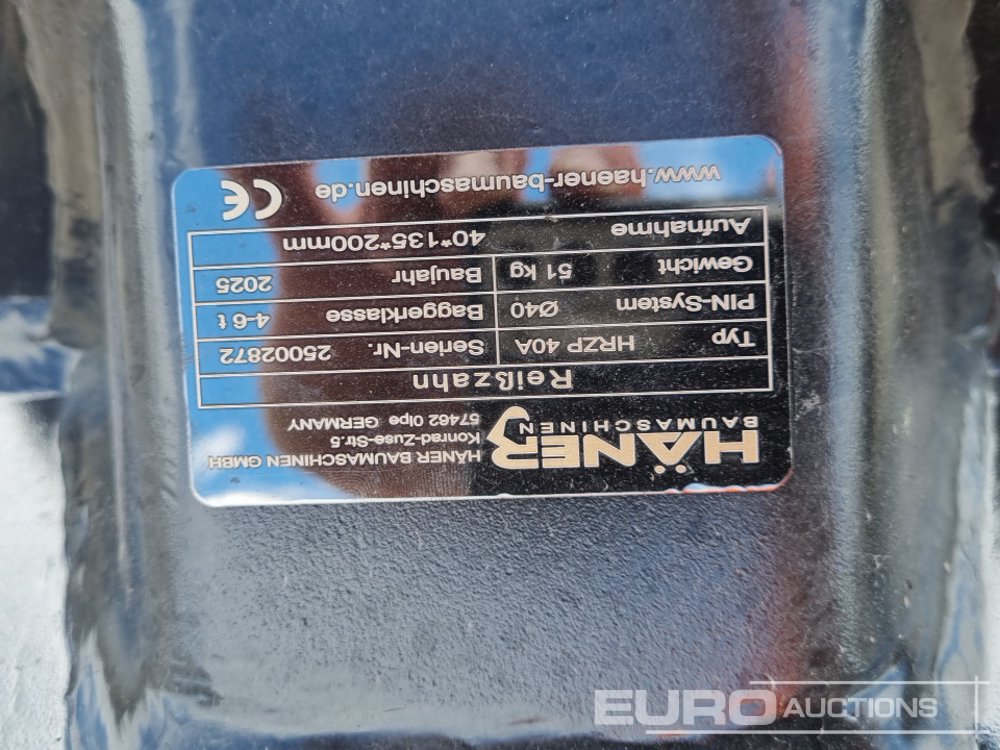 HÄNER
BAUMASCHINEN
HÄNER BAUMASCHINEN GMBH
Konrad-Zuse-Str.5
57462 Olpe GERMANY
Reißzahn
Typ HRZP 40A Serien-Nr. 25002872
PIN-System Ø40 Baggerklasse 4-6 t
Gewicht 51 kg Baujahr 2025
Aufnahme 40*135*200mm
www.haener-baumaschinen.de CE
EURO AUCTIONS